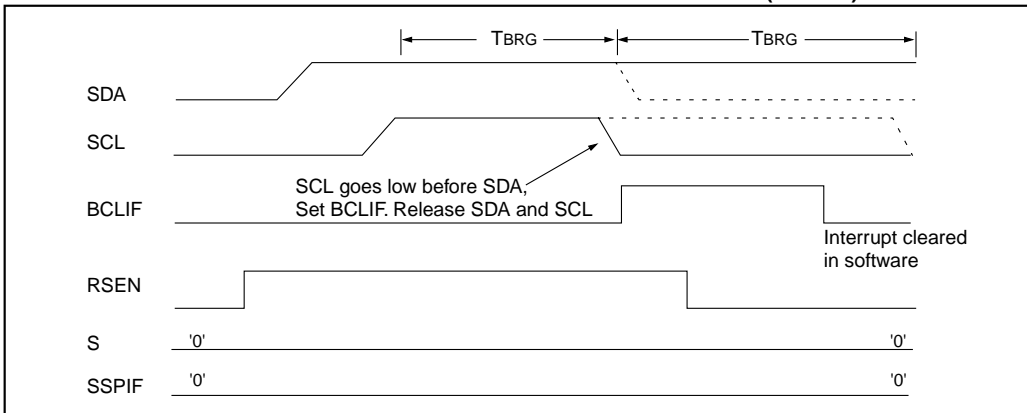 TBRG TBRG
SDA
SCL
SCL goes low before SDA,
Set BCLIF. Release SDA and SCL
BCLIF
Interrupt cleared
in software
RSEN
S '0' '0'
SSPIF '0' '0'